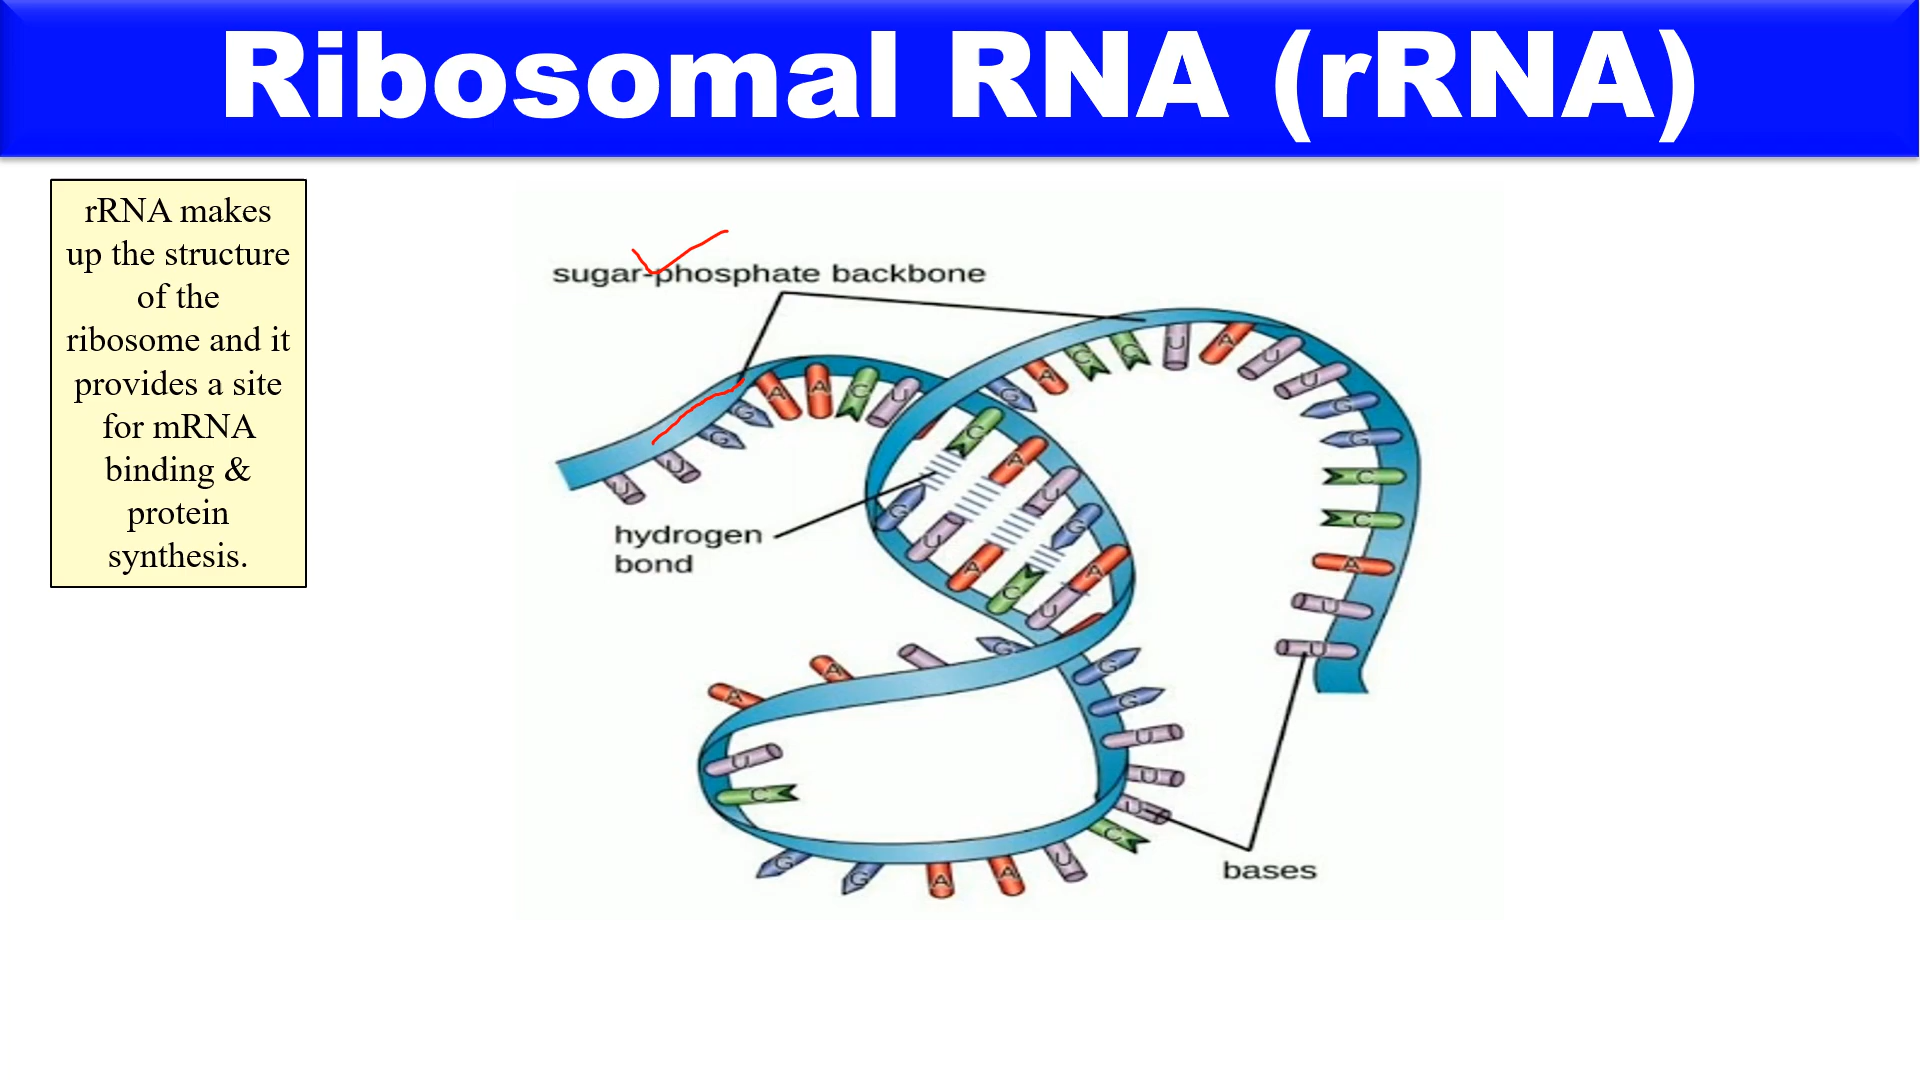 Ribosomal RNA (rRNA)
rRNA makes
up the structure
of the
ribosome and it
provides a site
for mRNA
binding &
protein
synthesis.
sugar-phosphate backbone
hydrogen
bond
bases
U
U
G
G
A
A
C
U
G
A
C
C
U
A
U
U
G
G
C
C
A
U
U
C
A
U
G
A
G
U
A
C
U
G
A
A
U
C
G
G
A
A
U
C
U
U
U
G
G